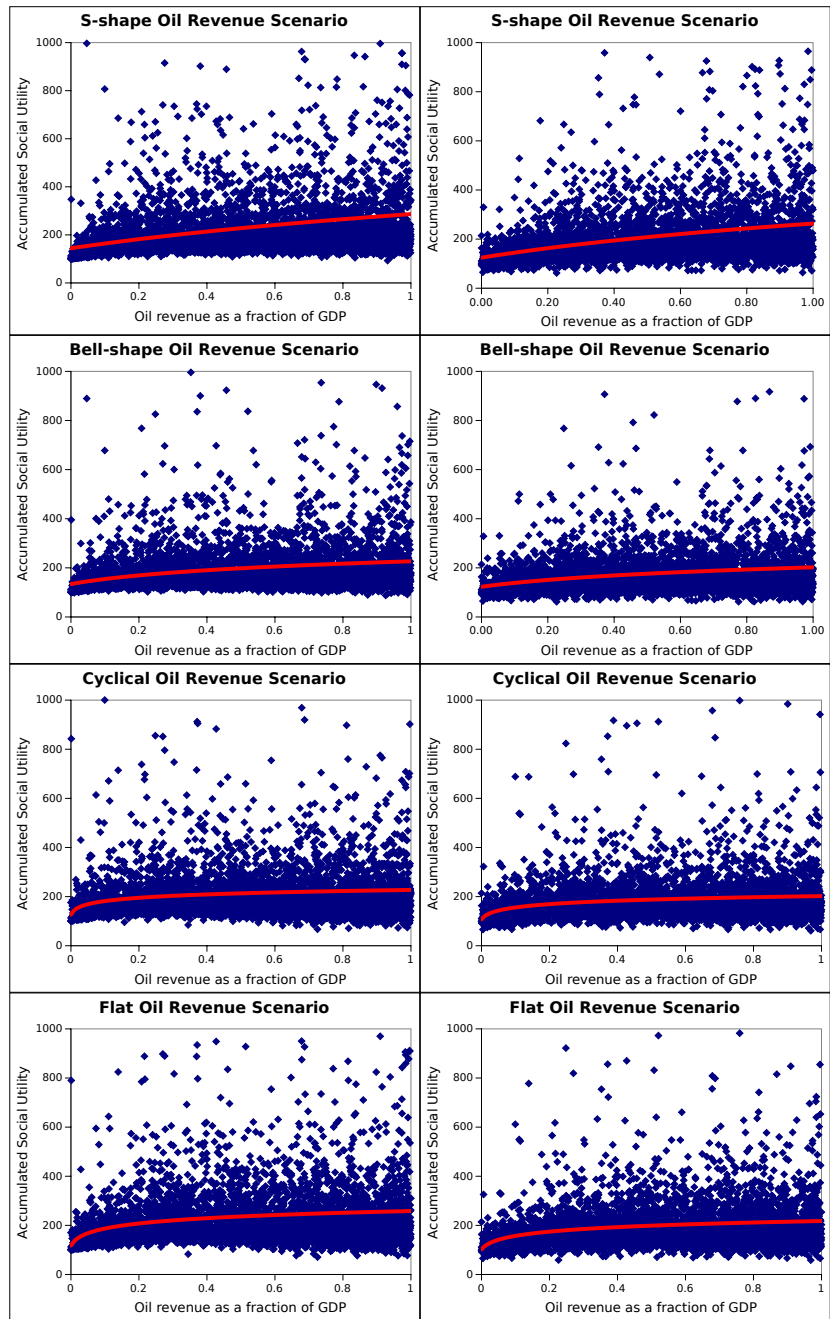 S-shape Oil Revenue Scenario
1000
800
600
400
200
0
0 0.2 0.4 0.6 0.8 1
Accumulated Social Utility
Oil revenue as a fraction of GDP
S-shape Oil Revenue Scenario
1000
800
600
400
200
0
0.00 0.20 0.40 0.60 0.80 1.00
Accumulated Social Utility
Oil revenue as a fraction of GDP
Bell-shape Oil Revenue Scenario
1000
800
600
400
200
0
0 0.2 0.4 0.6 0.8 1
Accumulated Social Utility
Oil revenue as a fraction of GDP
Bell-shape Oil Revenue Scenario
1000
800
600
400
200
0
0.00 0.20 0.40 0.60 0.80 1.00
Accumulated Social Utility
Oil revenue as a fraction of GDP
Cyclical Oil Revenue Scenario
1000
800
600
400
200
0
0 0.2 0.4 0.6 0.8 1
Accumulated Social Utility
Oil revenue as a fraction of GDP
Cyclical Oil Revenue Scenario
1000
800
600
400
200
0
0 0.2 0.4 0.6 0.8 1
Accumulated Social Utility
Oil revenue as a fraction of GDP
Flat Oil Revenue Scenario
1000
800
600
400
200
0
0 0.2 0.4 0.6 0.8 1
Accumulated Social Utility
Oil revenue as a fraction of GDP
Flat Oil Revenue Scenario
1000
800
600
400
200
0
0 0.2 0.4 0.6 0.8 1
Accumulated Social Utility
Oil revenue as a fraction of GDP